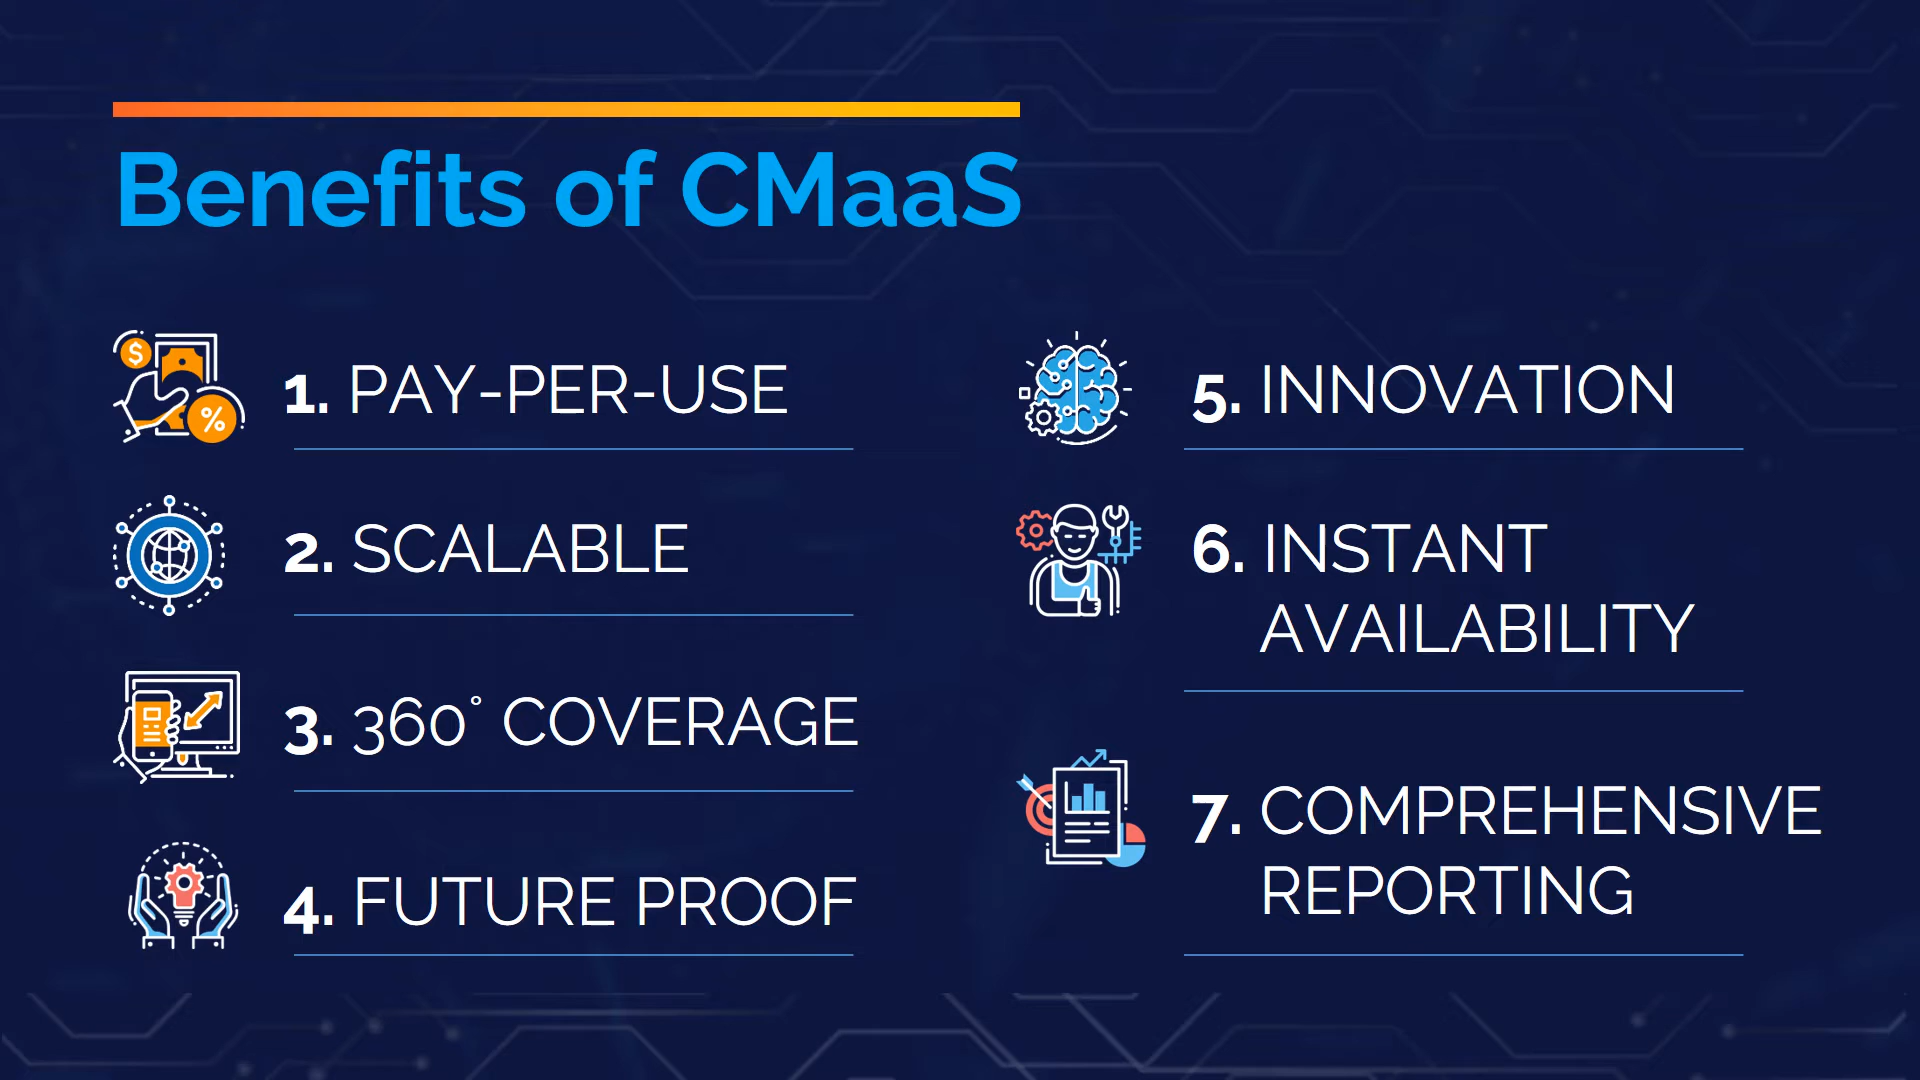 Benefits of CMaaS
1. PAY-PER-USE
2. SCALABLE
3. 360° COVERAGE
4. FUTURE PROOF
5. INNOVATION
6. INSTANT
AVAILABILITY
7. COMPREHENSIVE
REPORTING
$
%